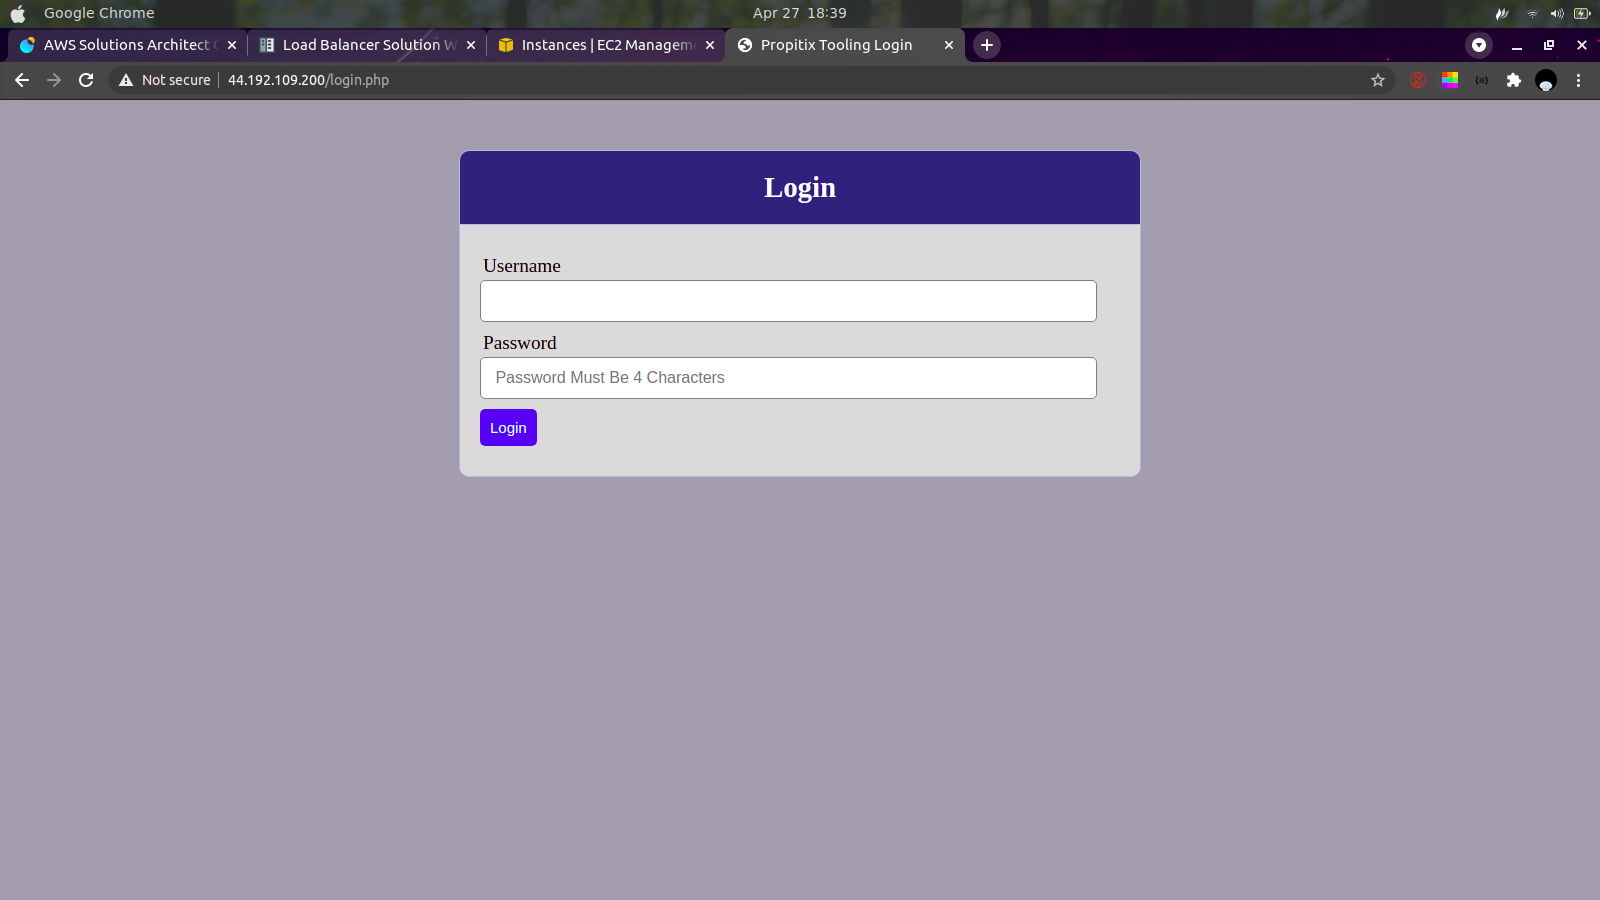 Google Chrome
Apr 27 18:39
AWS Solutions Architect
Load Balancer Solution W
Instances | EC2 Managem
Propitix Tooling Login
Not secure
44.192.109.200/login.php
Login
Username
Password
Password Must Be 4 Characters
Login